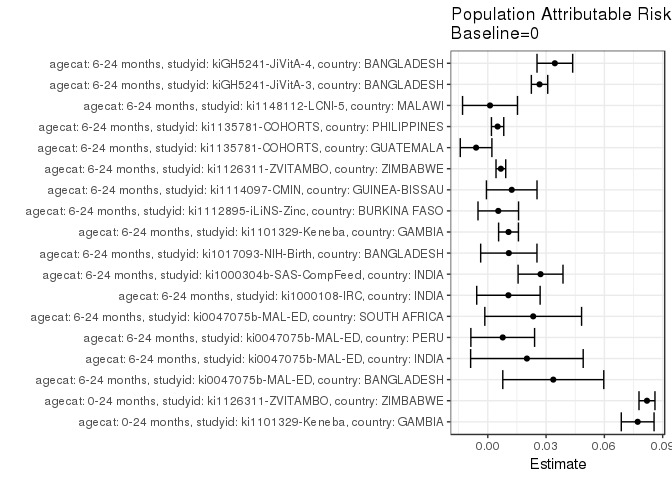 Population Attributable Risk
Baseline=0
agecat: 6-24 months, studyid: kiGH5241-JiVitA-4, country: BANGLADESH
agecat: 6-24 months, studyid: kiGH5241-JiVitA-3, country: BANGLADESH
agecat: 6-24 months, studyid: ki1148112-LCNI-5, country: MALAWI
agecat: 6-24 months, studyid: ki1135781-COHORTS, country: PHILIPPINES
agecat: 6-24 months, studyid: ki1135781-COHORTS, country: GUATEMALA
agecat: 6-24 months, studyid: ki1126311-ZVITAMBO, country: ZIMBABWE
agecat: 6-24 months, studyid: ki1114097-CMIN, country: GUINEA-BISSAU
agecat: 6-24 months, studyid: ki1112895-iLiNS-Zinc, country: BURKINA FASO
agecat: 6-24 months, studyid: ki1101329-Keneba, country: GAMBIA
agecat: 6-24 months, studyid: ki1017093-NIH-Birth, country: BANGLADESH
agecat: 6-24 months, studyid: ki1000304b-SAS-CompFeed, country: INDIA
agecat: 6-24 months, studyid: ki1000108-IRC, country: INDIA
agecat: 6-24 months, studyid: ki0047075b-MAL-ED, country: SOUTH AFRICA
agecat: 6-24 months, studyid: ki0047075b-MAL-ED, country: PERU
agecat: 6-24 months, studyid: ki0047075b-MAL-ED, country: INDIA
agecat: 6-24 months, studyid: ki0047075b-MAL-ED, country: BANGLADESH
agecat: 0-24 months, studyid: ki1126311-ZVITAMBO, country: ZIMBABWE
agecat: 0-24 months, studyid: ki1101329-Keneba, country: GAMBIA
0.00 0.03 0.06 0.09
Estimate